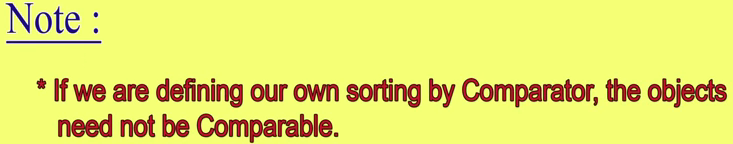 Note :
* If we are defining our own sorting by Comparator, the objects
need not be Comparable.